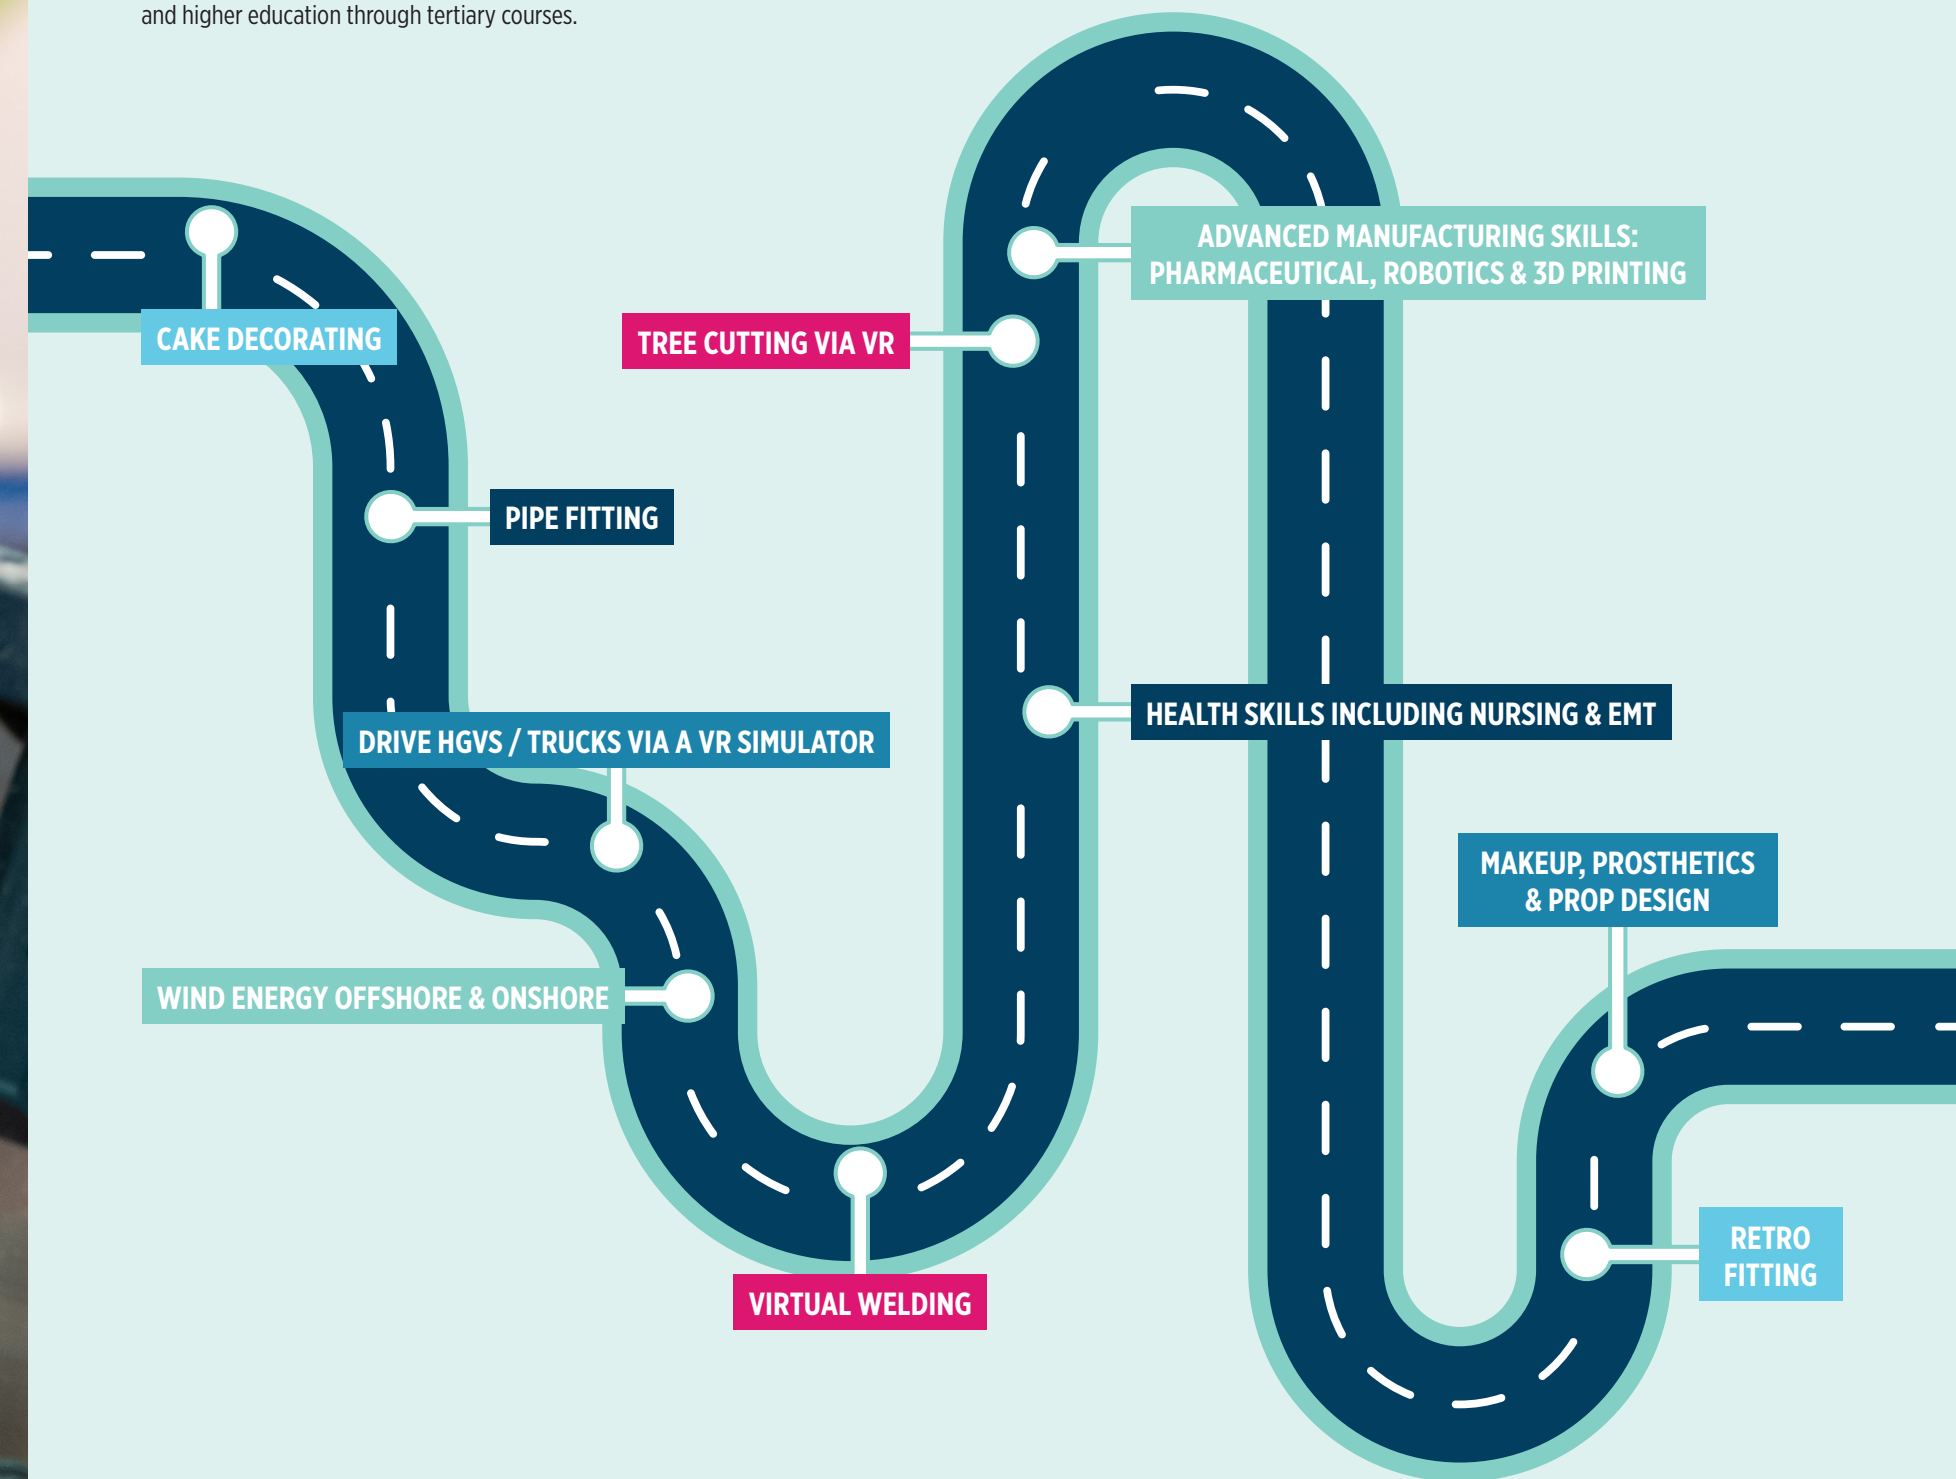 and higher education through tertiary courses.
CAKE DECORATING
PIPE FITTING
DRIVE HGVS / TRUCKS VIA A VR SIMULATOR
WIND ENERGY OFFSHORE & ONSHORE
VIRTUAL WELDING
HEALTH SKILLS INCLUDING NURSING & EMT
TREE CUTTING VIA VR
ADVANCED MANUFACTURING SKILLS:
PHARMACEUTICAL, ROBOTICS & 3D PRINTING
RETRO
FITTING
MAKEUP, PROSTHETICS
& PROP DESIGN